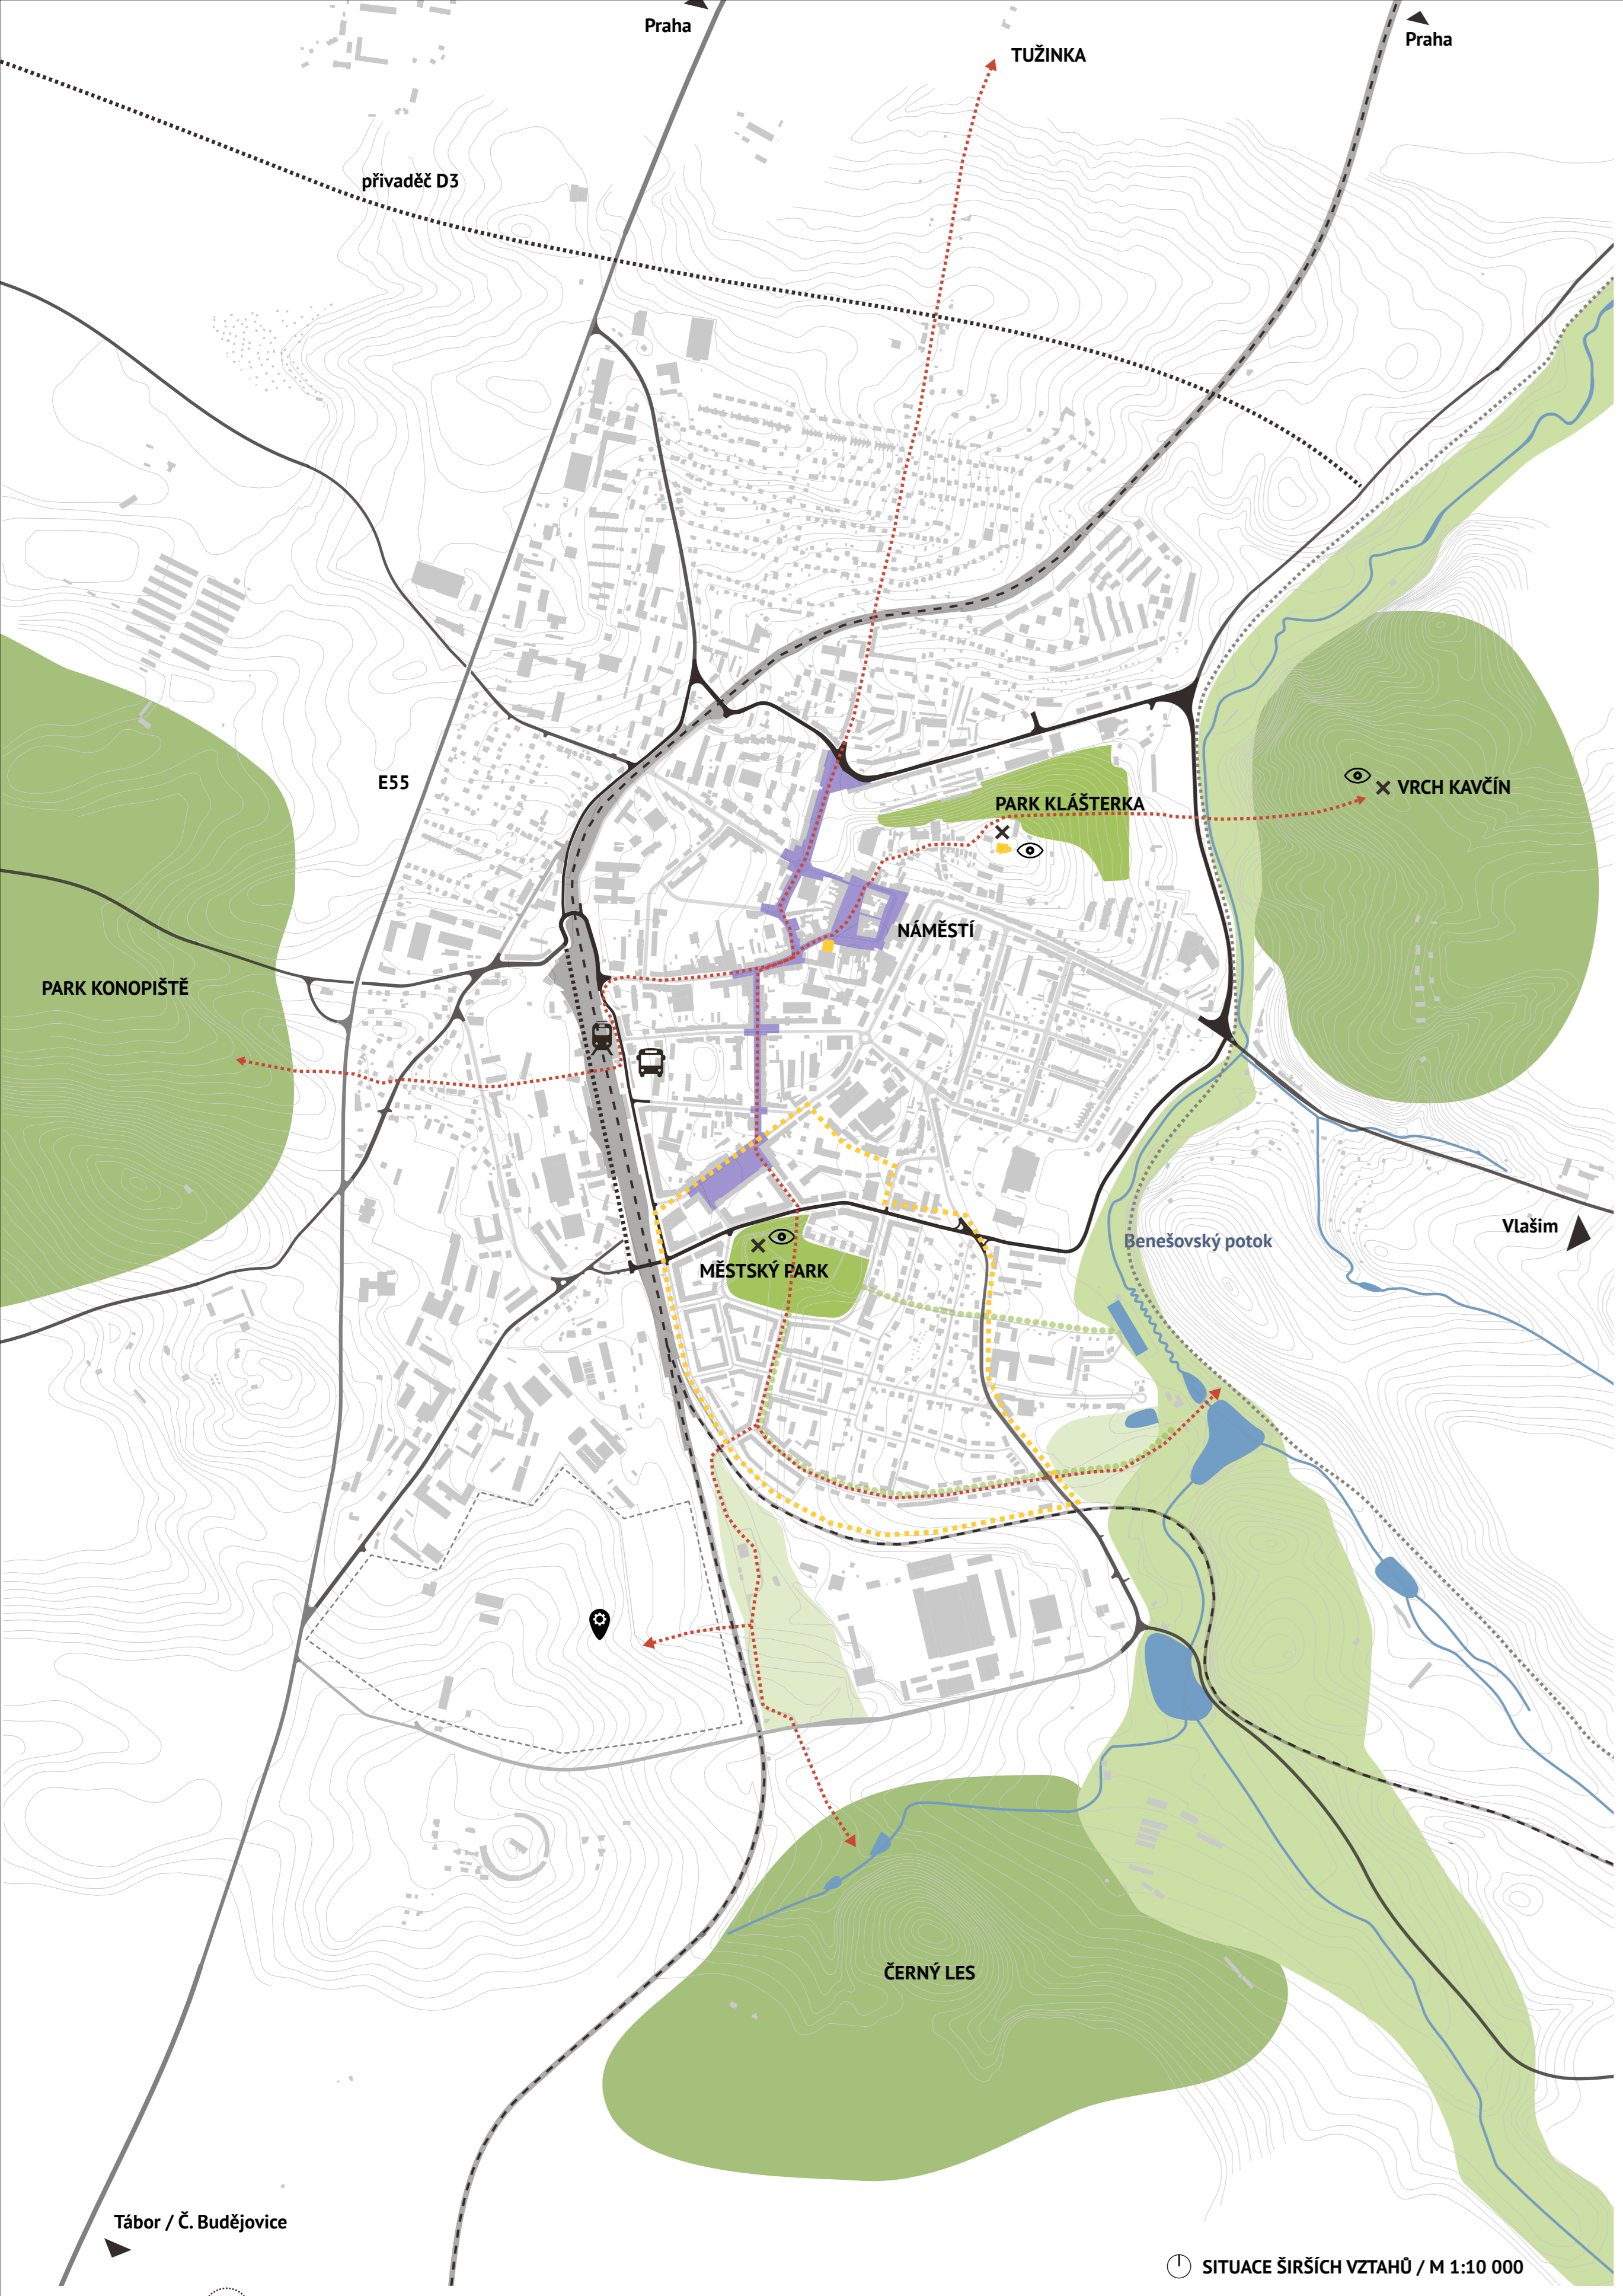 Praha
Praha
TUŽINKA
přivaděč D3
E55
VRCH KAVČÍN
PARK KLÁŠTERKA
NÁMĚSTÍ
PARK KONOPIŠTĚ
Vlašim
Benešovský potok
MĚSTSKÝ PARK
ČERNÝ LES
Tábor / Č. Budějovice
SITUACE ŠIRŠÍCH VZTAHŮ / M 1:10 000